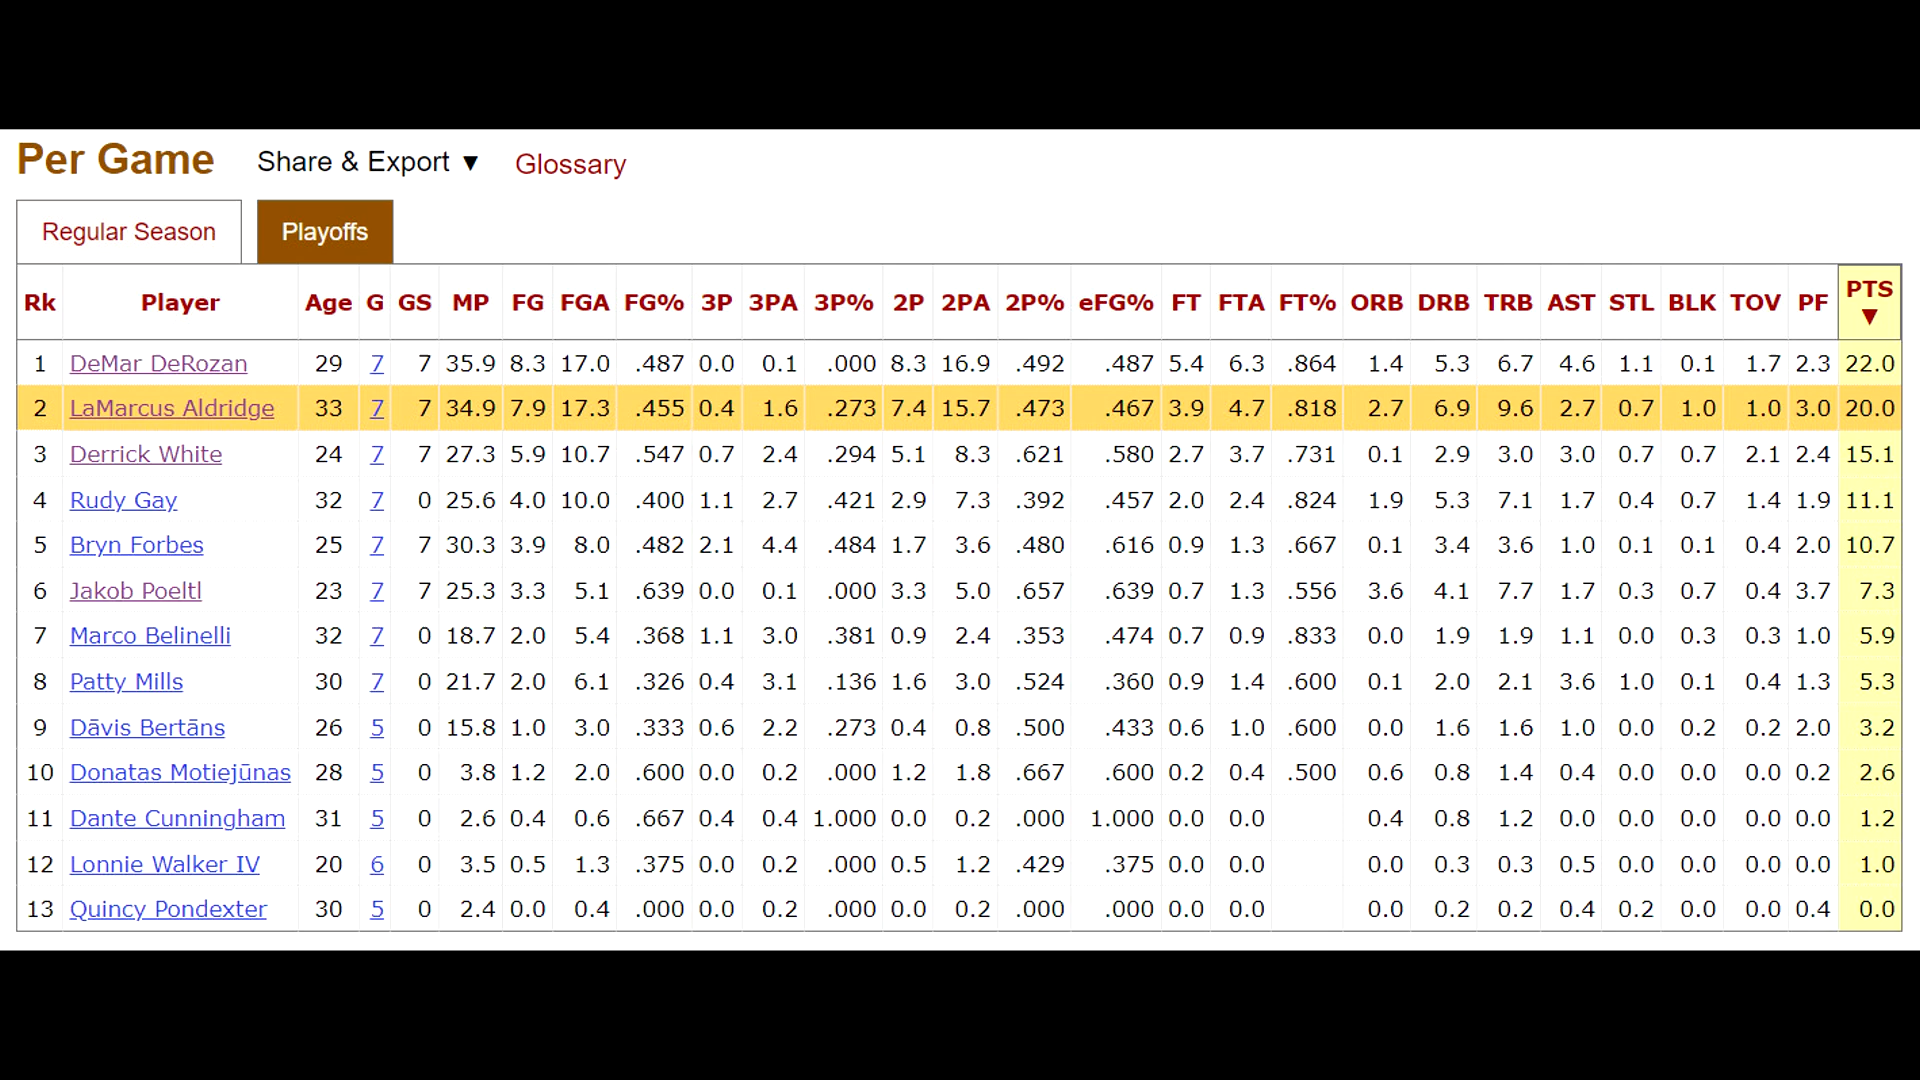 Per Game Share & Export ▼ Glossary
Regular Season Playoffs
Rk Player Age G GS MP FG FGA FG% 3P 3PA 3P% 2P 2PA 2P% eFG% FT FTA FT% ORB DRB TRB AST STL BLK TOV PF PTS ▼
1 DeMar DeRozan 29 7 7 35.9 8.3 17.0 .487 0.0 0.1 .000 8.3 16.9 .492 .487 5.4 6.3 .864 1.4 5.3 6.7 4.6 1.1 0.1 1.7 2.3 22.0
2 LaMarcus Aldridge 33 7 7 34.9 7.9 17.3 .455 0.4 1.6 .273 7.4 15.7 .473 .467 3.9 4.7 .818 2.7 6.9 9.6 2.7 0.7 1.0 1.0 3.0 20.0
3 Derrick White 24 7 7 27.3 5.9 10.7 .547 0.7 2.4 .294 5.1 8.3 .621 .580 2.7 3.7 .731 0.1 2.9 3.0 3.0 0.7 0.7 2.1 2.4 15.1
4 Rudy Gay 32 7 0 25.6 4.0 10.0 .400 1.1 2.7 .421 2.9 7.3 .392 .457 2.0 2.4 .824 1.9 5.3 7.1 1.7 0.4 0.7 1.4 1.9 11.1
5 Bryn Forbes 25 7 7 30.3 3.9 8.0 .482 2.1 4.4 .484 1.7 3.6 .480 .616 0.9 1.3 .667 0.1 3.4 3.6 1.0 0.1 0.1 0.4 2.0 10.7
6 Jakob Poeltl 23 7 7 25.3 3.3 5.1 .639 0.0 0.1 .000 3.3 5.0 .657 .639 0.7 1.3 .556 3.6 4.1 7.7 1.7 0.3 0.7 0.4 3.7 7.3
7 Marco Belinelli 32 7 0 18.7 2.0 5.4 .368 1.1 3.0 .381 0.9 2.4 .353 .474 0.7 0.9 .833 0.0 1.9 1.9 1.1 0.0 0.3 0.3 1.0 5.9
8 Patty Mills 30 7 0 21.7 2.0 6.1 .326 0.4 3.1 .136 1.6 3.0 .524 .360 0.9 1.4 .600 0.1 2.0 2.1 3.6 1.0 0.1 0.4 1.3 5.3
9 Dāvis Bertāns 26 5 0 15.8 1.0 3.0 .333 0.6 2.2 .273 0.4 0.8 .500 .433 0.6 1.0 .600 0.0 1.6 1.6 1.0 0.0 0.2 0.2 2.0 3.2
10 Donatas Motiejūnas 28 5 0 3.8 1.2 2.0 .600 0.0 0.2 .000 1.2 1.8 .667 .600 0.2 0.4 .500 0.6 0.8 1.4 0.4 0.0 0.0 0.0 0.2 2.6
11 Dante Cunningham 31 5 0 2.6 0.4 0.6 .667 0.4 0.4 1.000 0.0 0.2 .000 1.000 0.0 0.0 0.4 0.8 1.2 0.0 0.0 0.0 0.0 0.0 1.2
12 Lonnie Walker IV 20 6 0 3.5 0.5 1.3 .375 0.0 0.2 .000 0.5 1.2 .429 .375 0.0 0.0 0.0 0.3 0.3 0.5 0.0 0.0 0.0 0.0 1.0
13 Quincy Pondexter 30 5 0 2.4 0.0 0.4 .000 0.0 0.2 .000 0.0 0.2 .000 .000 0.0 0.0 0.0 0.2 0.2 0.4 0.2 0.0 0.0 0.4 0.0